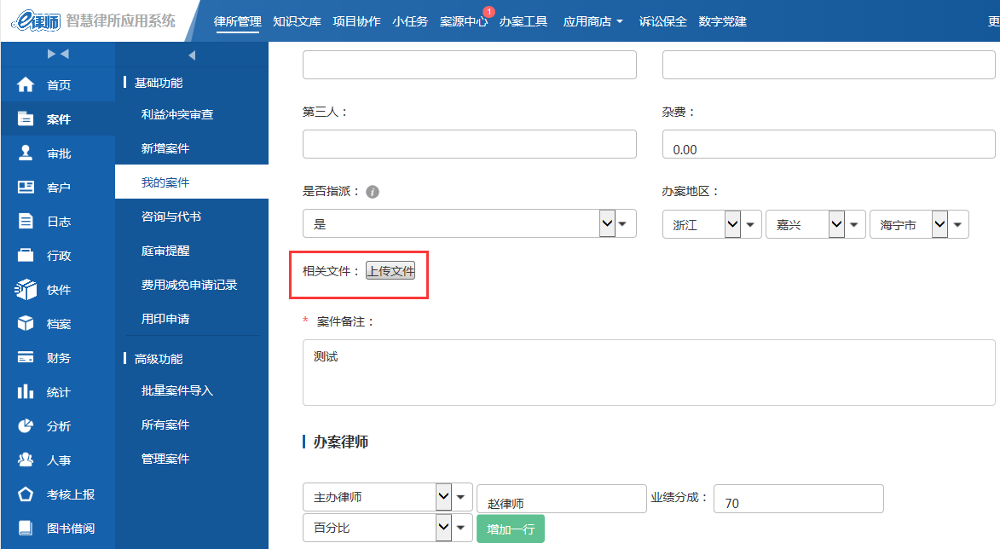 e律师 智慧律所应用系统 律所管理 知识文库 项目协作 小任务 案源中心 1 办案工具 应用商店 诉讼保全 数字党建 更
首页
案件
审批
客户
日志
行政
快件
档案
财务
统计
分析
人事
考核上报
图书借阅
基础功能
利益冲突审查
新增案件
我的案件
咨询与代书
庭审提醒
费用减免申请记录
用印申请
高级功能
批量案件导入
所有案件
管理案件
第三人： 杂费：
0.00
是否指派： i 办案地区：
是 浙江 嘉兴 海宁市
相关文件： 上传文件
* 案件备注：
测试
办案律师
主办律师 赵律师 业绩分成： 70
百分比 增加一行